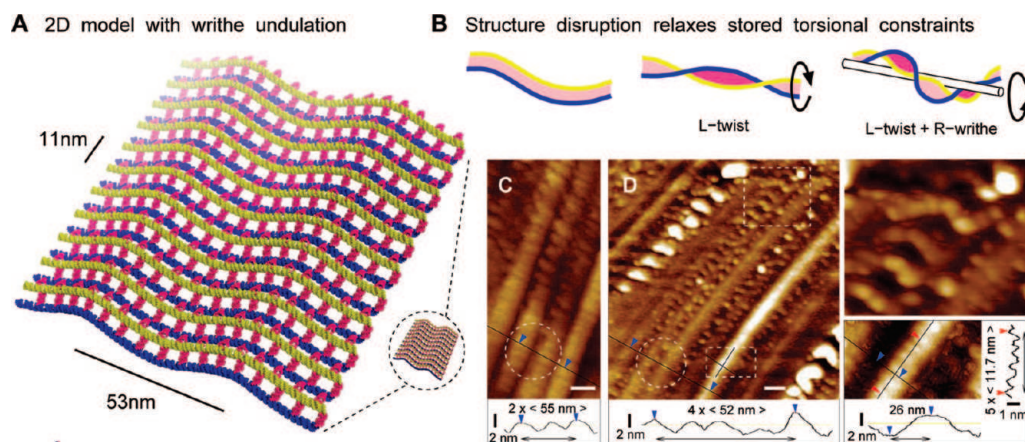 A 2D model with writhe undulation
11nm
53nm
B Structure disruption relaxes stored torsional constraints
L-twist
L-twist + R-writhe
C
D
2 x < 55 nm >
2 nm
4 x < 52 nm >
2 nm
26 nm
2 nm
5 x < 11.7 nm >
1 nm